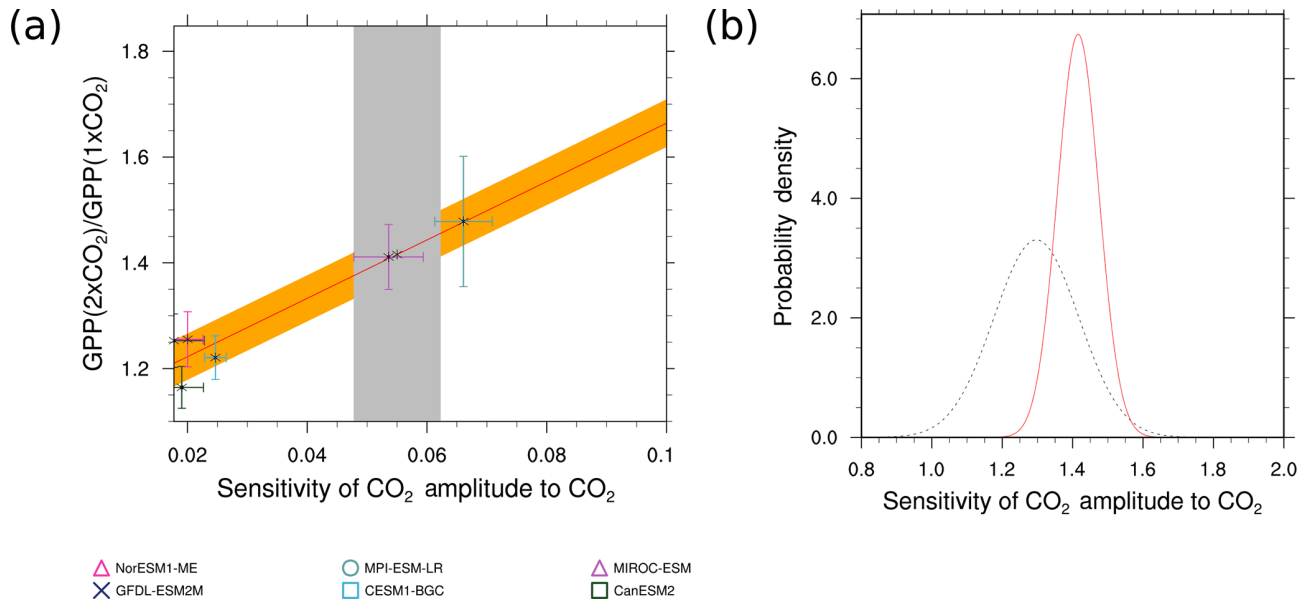 (a)
GPP(2xCO₂)/GPP(1xCO₂)
1.8
1.6
1.4
1.2
0.02 0.04 0.06 0.08 0.1
Sensitivity of CO₂ amplitude to CO₂
(b)
Probability density
6.0
4.0
2.0
0.0
0.8 1.0 1.2 1.4 1.6 1.8 2.0
Sensitivity of CO₂ amplitude to CO₂
NorESM1-ME MPI-ESM-LR MIROC-ESM
GFDL-ESM2M CESM1-BGC CanESM2